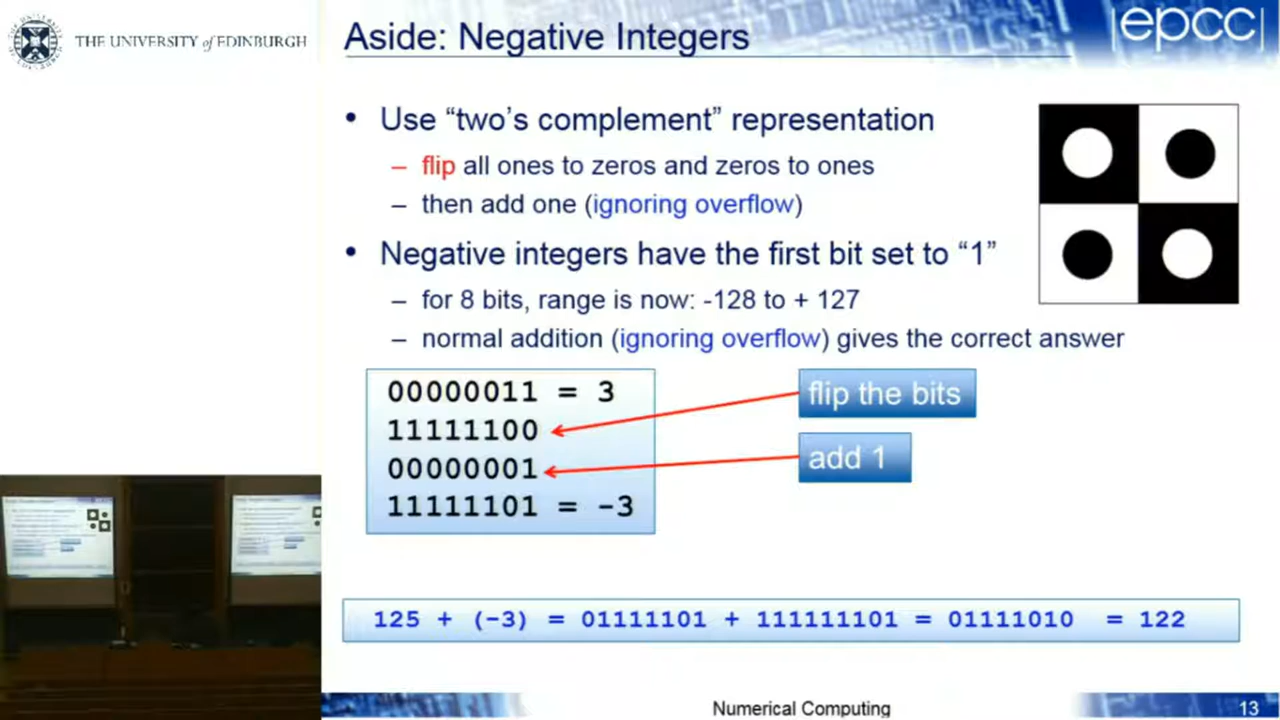 THE UNIVERSITY of EDINBURGH
Aside: Negative Integers
|epcc|
• Use “two’s complement” representation
– flip all ones to zeros and zeros to ones
– then add one (ignoring overflow)
• Negative integers have the first bit set to “1”
– for 8 bits, range is now: -128 to + 127
– normal addition (ignoring overflow) gives the correct answer
00000011 = 3
flip the bits
11111100
add 1
00000001
11111101 = -3
125 + (-3) = 01111101 + 111111101 = 01111010 = 122
Numerical Computing
13